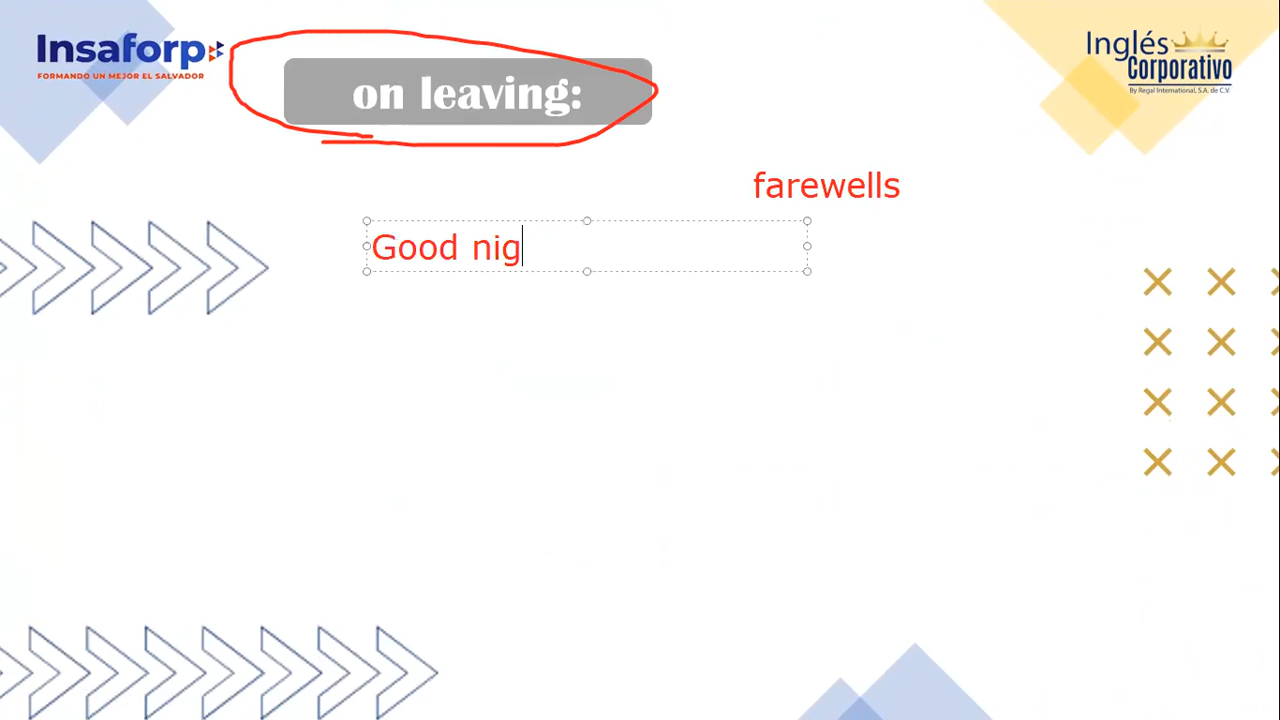 Insaforp
FORMANDO UN MEJOR EL SALVADOR
Inglés
Corporativo
By Regal International, S.A. de C.V.
on leaving:
farewells
Good nig